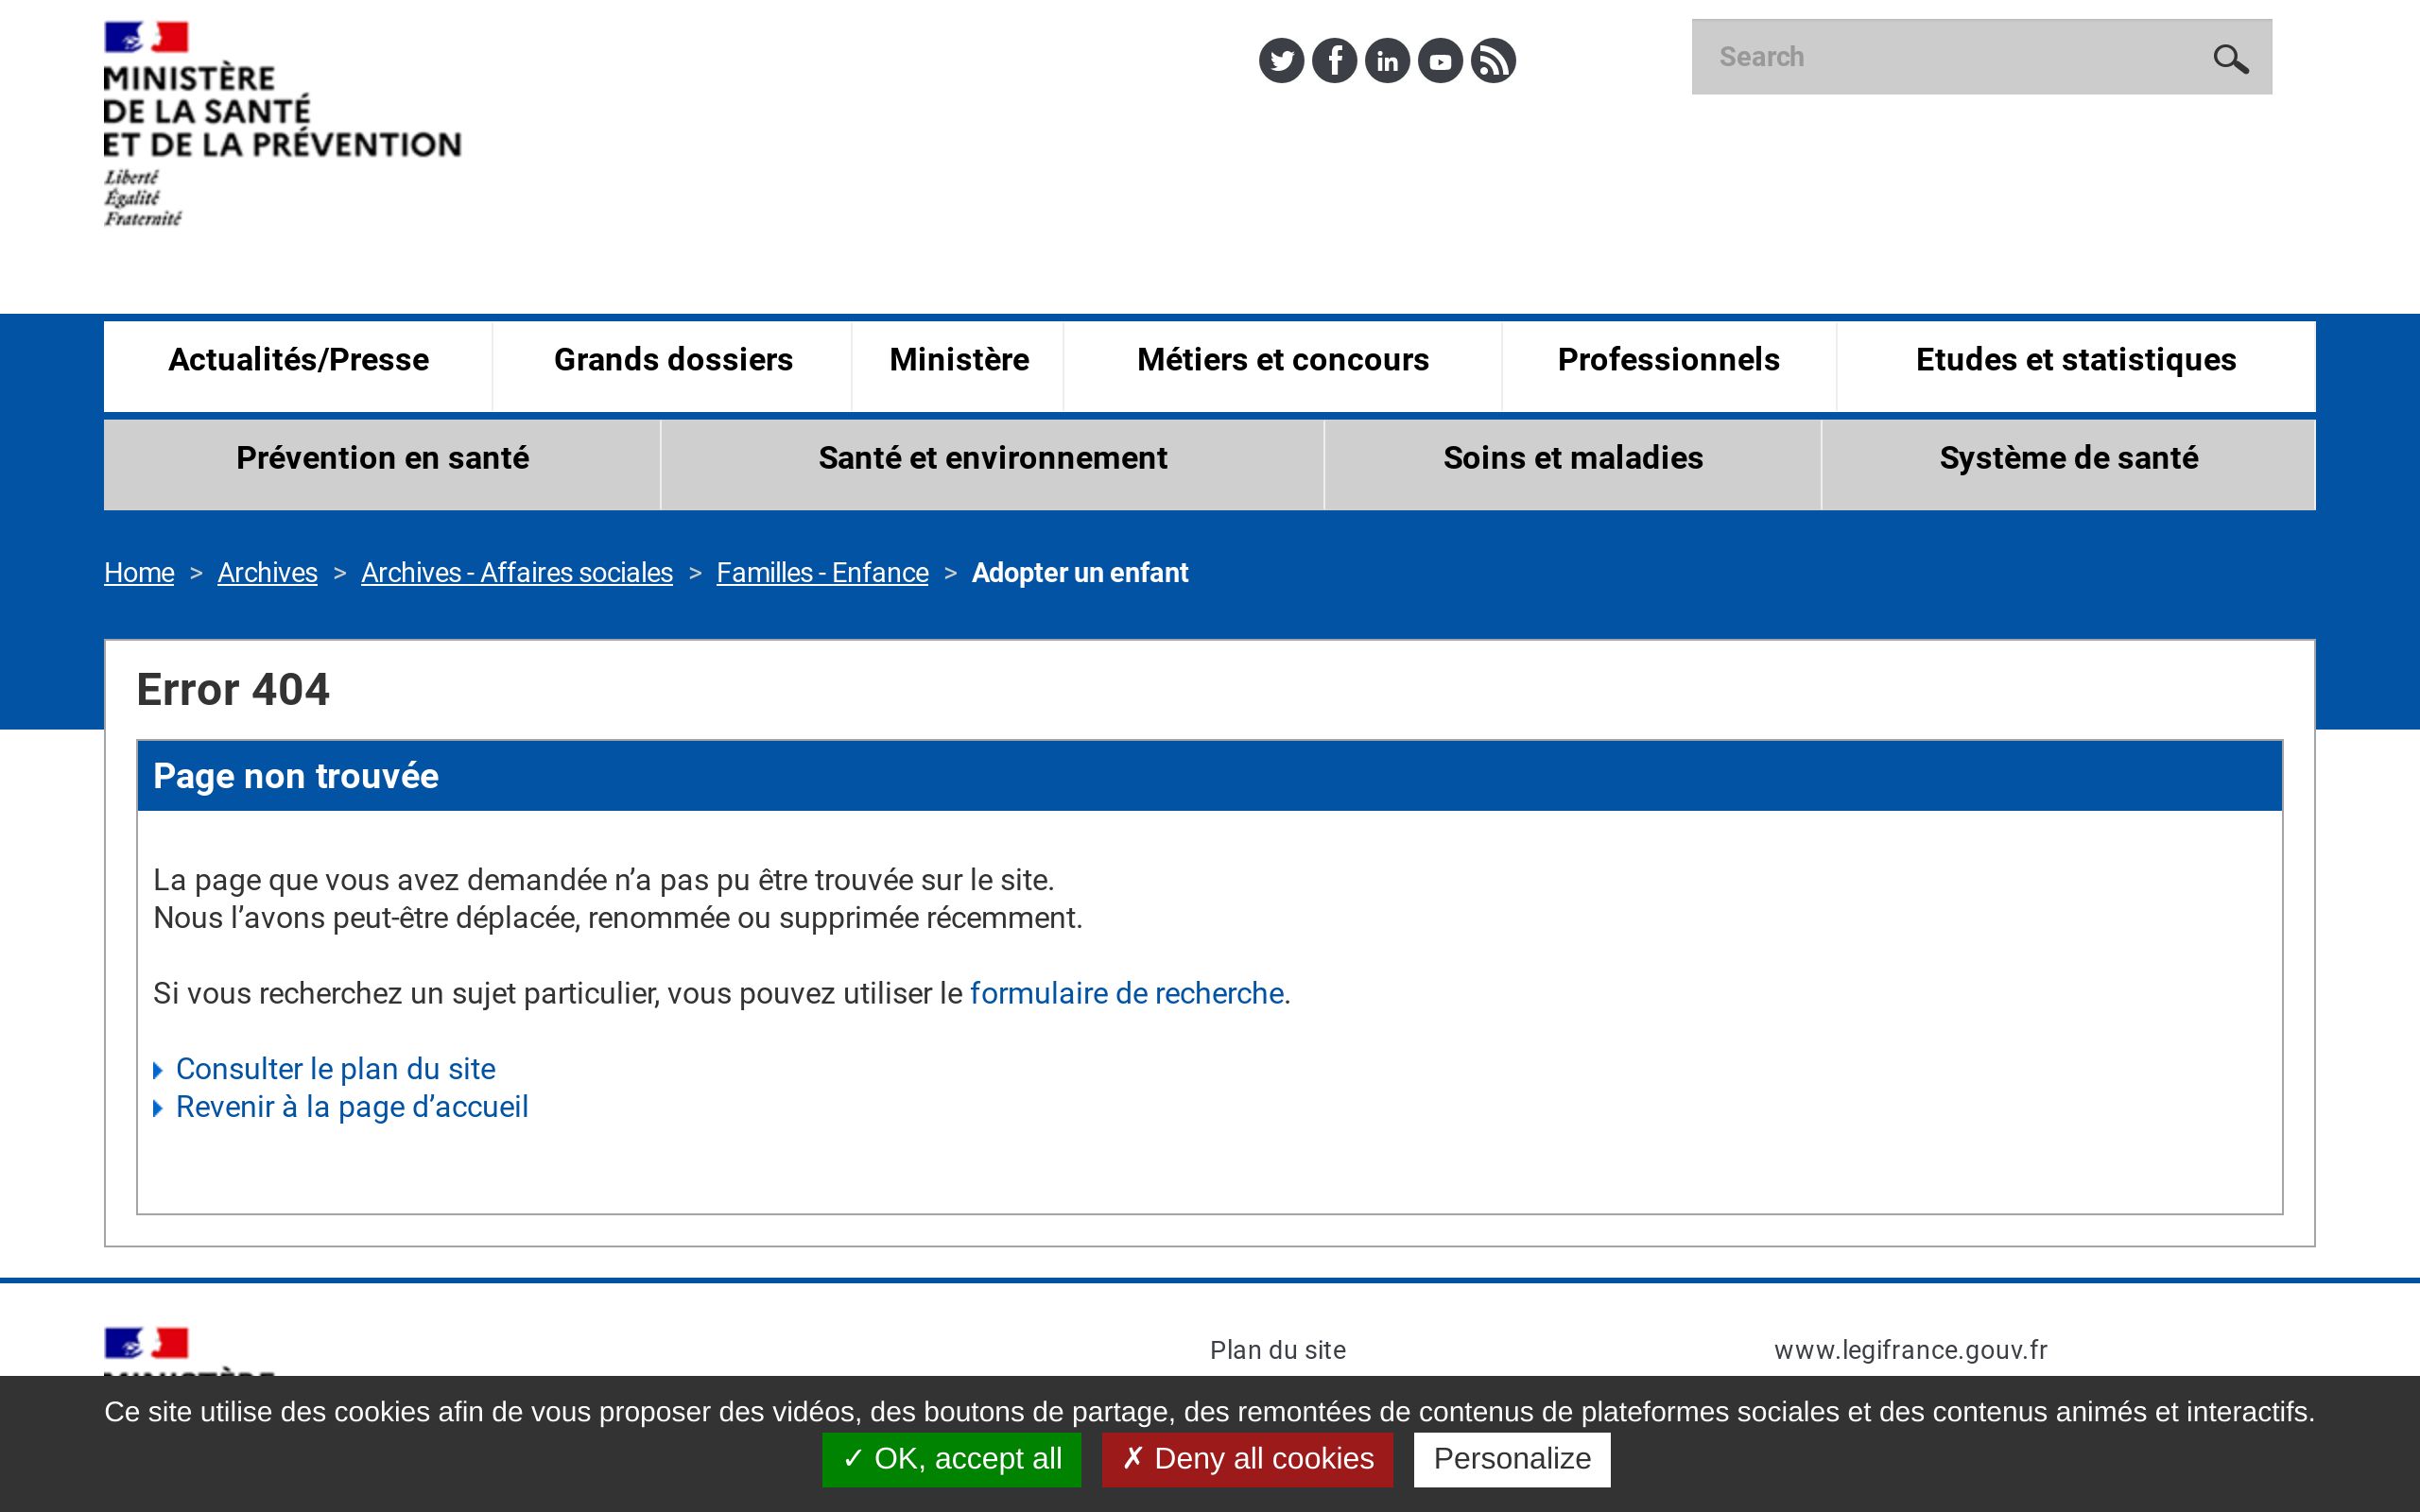 MINISTÈRE
DE LA SANTÉ
ET DE LA PRÉVENTION
Liberté
Égalité
Fraternité
Search
Actualités/Presse
Grands dossiers
Ministère
Métiers et concours
Professionnels
Etudes et statistiques
Prévention en santé
Santé et environnement
Soins et maladies
Système de santé
Home > Archives > Archives - Affaires sociales > Familles - Enfance > Adopter un enfant
Error 404
Page non trouvée
La page que vous avez demandée n’a pas pu être trouvée sur le site.
Nous l’avons peut-être déplacée, renommée ou supprimée récemment.
Si vous recherchez un sujet particulier, vous pouvez utiliser le formulaire de recherche.
Consulter le plan du site
Revenir à la page d’accueil
Plan du site
www.legifrance.gouv.fr
Ce site utilise des cookies afin de vous proposer des vidéos, des boutons de partage, des remontées de contenus de plateformes sociales et des contenus animés et interactifs.
✓ OK, accept all
✗ Deny all cookies
Personalize